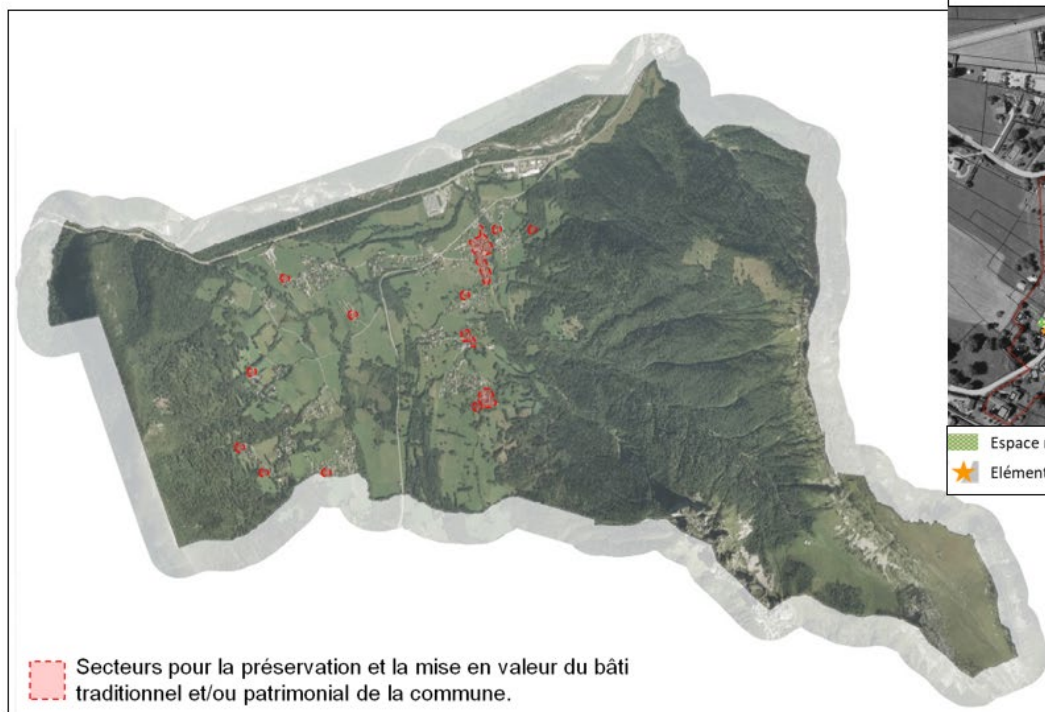 Secteurs pour la préservation et la mise en valeur du bâti
traditionnel et/ou patrimonial de la commune.
Espace
Elément